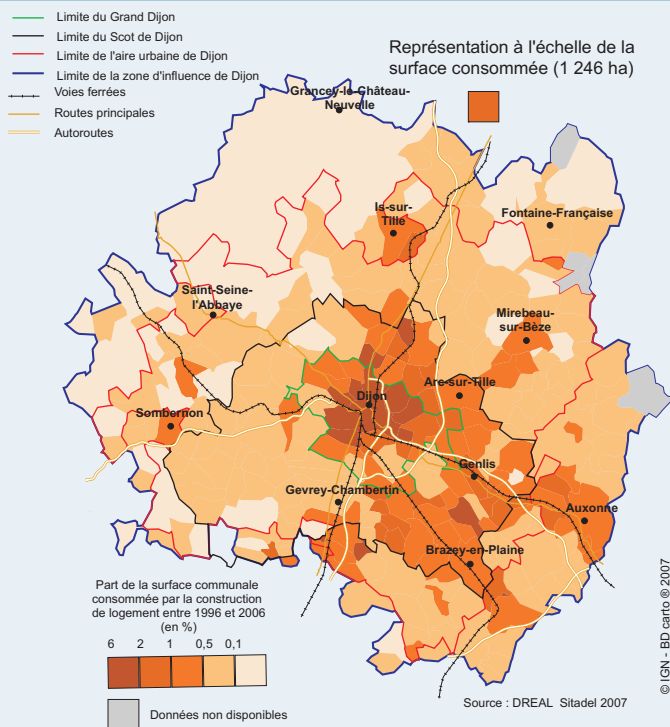 Limite du Grand Dijon
Limite du Scot de Dijon
Limite de l'aire urbaine de Dijon
Limite de la zone d'influence de Dijon
Voies ferrées
Routes principales
Autoroutes
Représentation à l'échelle de la
surface consommée (1 246 ha)
Grancey-le-Château-
Neuvelle
Is-sur-
Tille
Fontaine-Française
Saint-Seine-
l'Abbaye
Mirebeau-
sur-Bèze
Arc-sur-Tille
Dijon
Sombernon
Genlis
Gevrey-Chambertin
Auxonne
Brazey-en-Plaine
Part de la surface communale
consommée par la construction
de logement entre 1996 et 2006
(en %)
6 2 1 0,5 0,1
Données non disponibles
Source : DREAL Sitadel 2007
© IGN - BD carto ® 2007